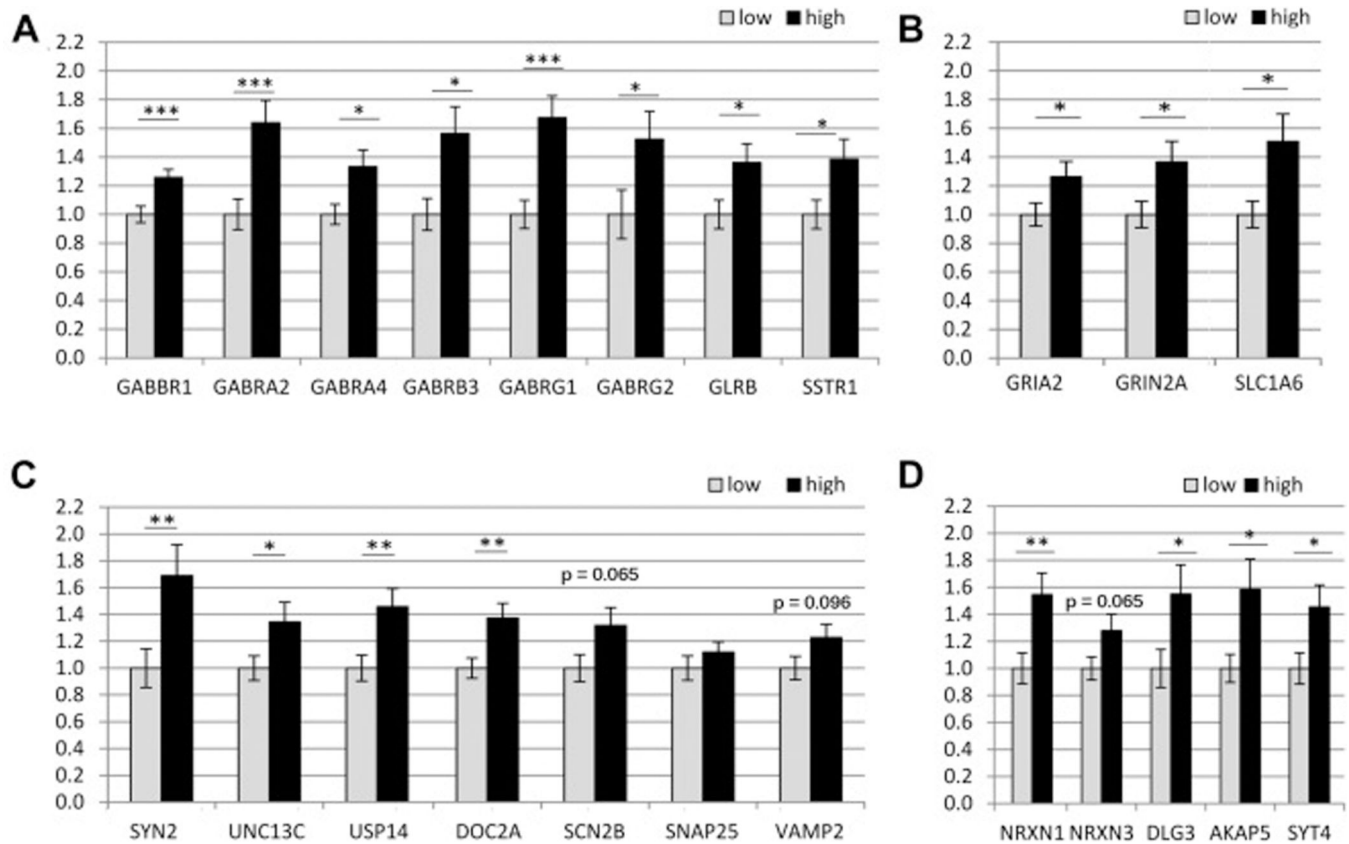 A
low high
2.2
2.0
1.8
1.6
1.4
1.2
1.0
0.8
0.6
0.4
0.2
0.0
*** *** * * *** * * *
GABBR1 GABRA2 GABRA4 GABRB3 GABRG1 GABRG2 GLRB SSTR1
B
low high
2.2
2.0
1.8
1.6
1.4
1.2
1.0
0.8
0.6
0.4
0.2
0.0
* * *
GRIA2 GRIN2A SLC1A6
C
low high
2.2
2.0
1.8
1.6
1.4
1.2
1.0
0.8
0.6
0.4
0.2
0.0
** * ** **
p = 0.065
p = 0.096
SYN2 UNC13C USP14 DOC2A SCN2B SNAP25 VAMP2
D
low high
2.2
2.0
1.8
1.6
1.4
1.2
1.0
0.8
0.6
0.4
0.2
0.0
** * * *
p = 0.065
NRXN1 NRXN3 DLG3 AKAP5 SYT4